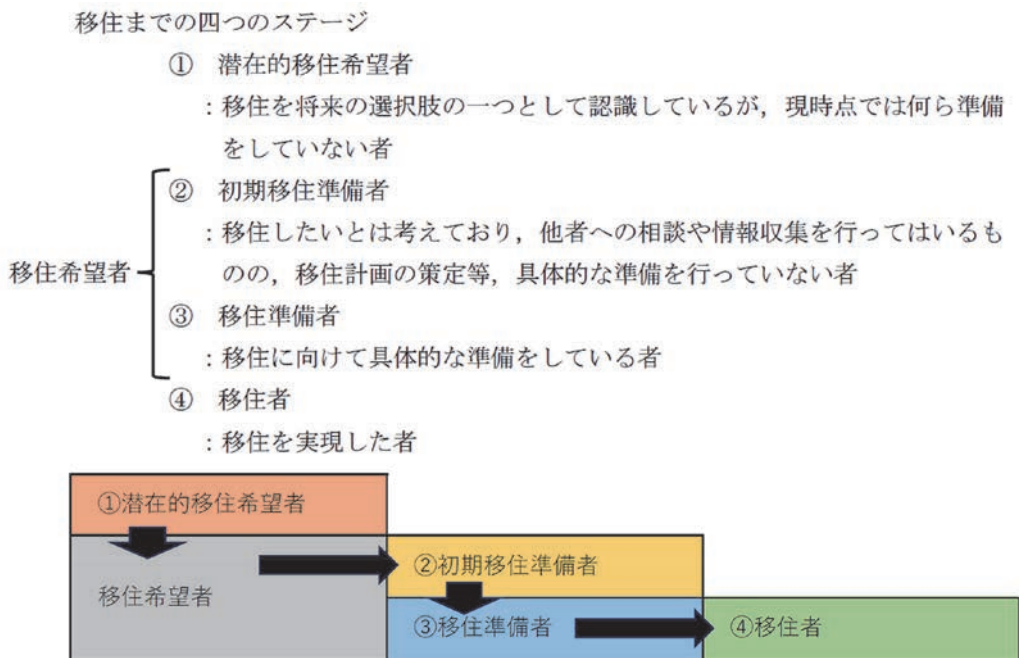 移住までの四つのステージ
① 潜在的移住希望者
：移住を将来の選択肢の一つとして認識しているが，現時点では何ら準備
をしていない者
② 初期移住準備者
：移住したいとは考えており，他者への相談や情報収集を行ってはいるも
のの，移住計画の策定等，具体的な準備を行っていない者
移住希望者
③ 移住準備者
：移住に向けて具体的な準備をしている者
④ 移住者
：移住を実現した者
①潜在的移住希望者
移住希望者
②初期移住準備者
③移住準備者
④移住者